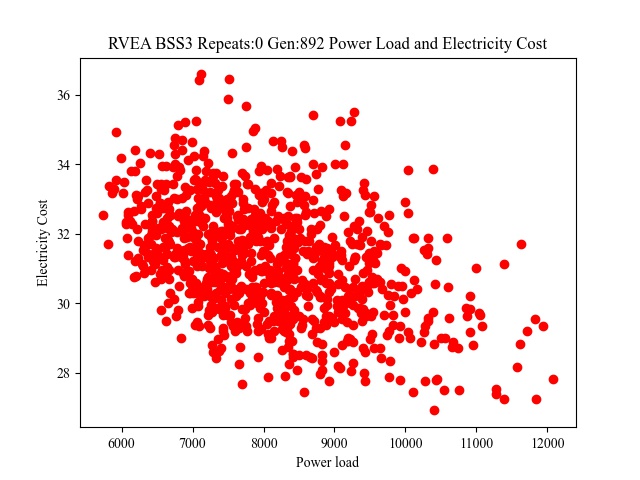 RVEA BSS3 Repeats:0 Gen:892 Power Load and Electricity Cost
36
34
32
30
28
Electricity Cost
6000 7000 8000 9000 10000 11000 12000
Power load